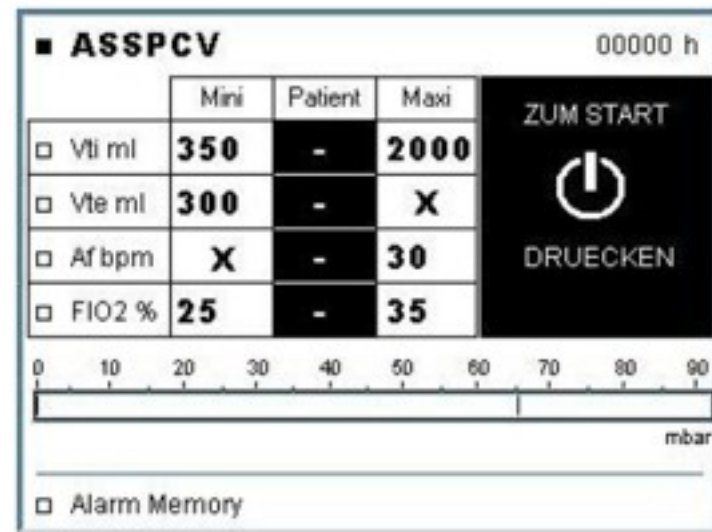 ASSPCV 00000 h
Mini Patient Maxi
Vti ml 350 - 2000
Vte ml 300 - X
Af bpm X - 30
FIO2 % 25 - 35
ZUM START
DRUECKEN
0 10 20 30 40 50 60 70 80 90
mbar
Alarm Memory